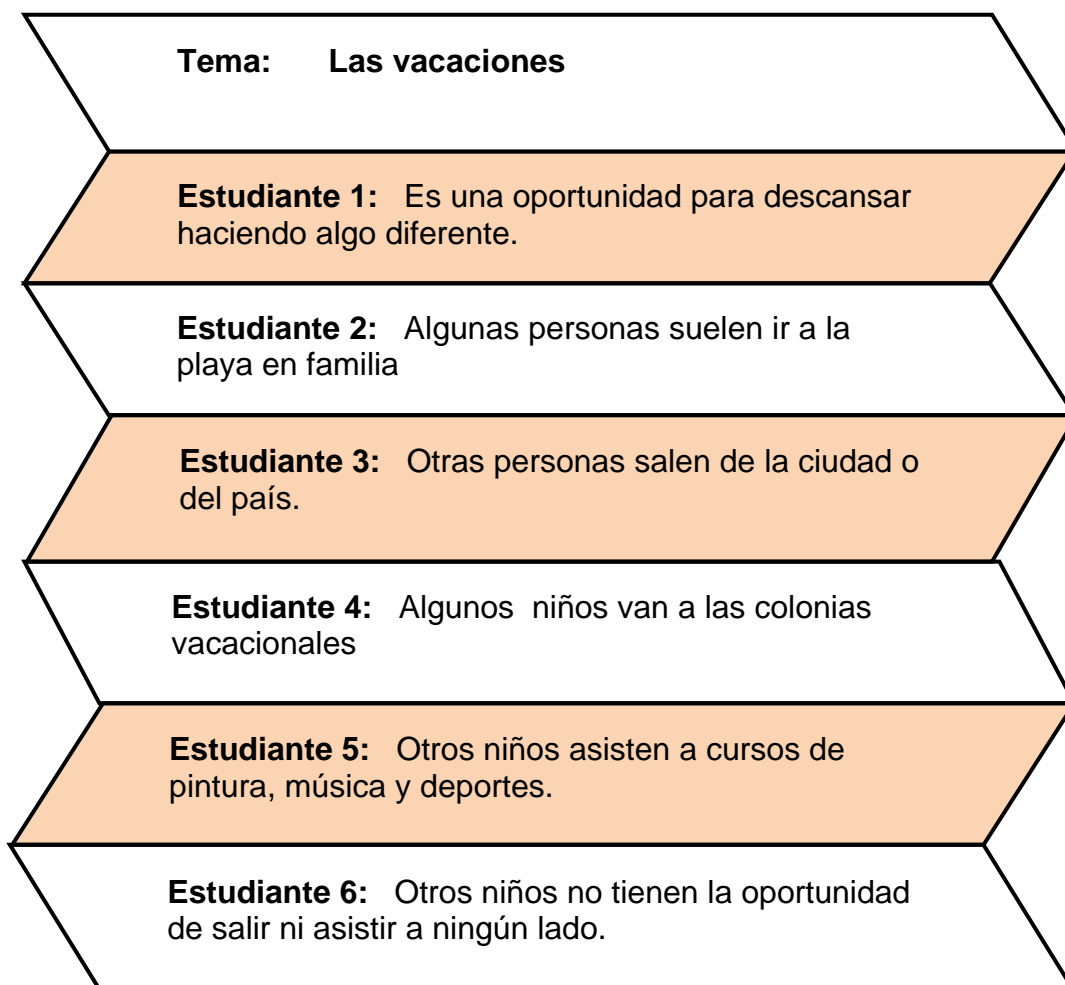 Tema: Las vacaciones
Estudiante 1: Es una oportunidad para descansar
haciendo algo diferente.
Estudiante 2: Algunas personas suelen ir a la
playa en familia
Estudiante 3: Otras personas salen de la ciudad o
del país.
Estudiante 4: Algunos niños van a las colonias
vacacionales
Estudiante 5: Otros niños asisten a cursos de
pintura, música y deportes.
Estudiante 6: Otros niños no tienen la oportunidad
de salir ni asistir a ningún lado.